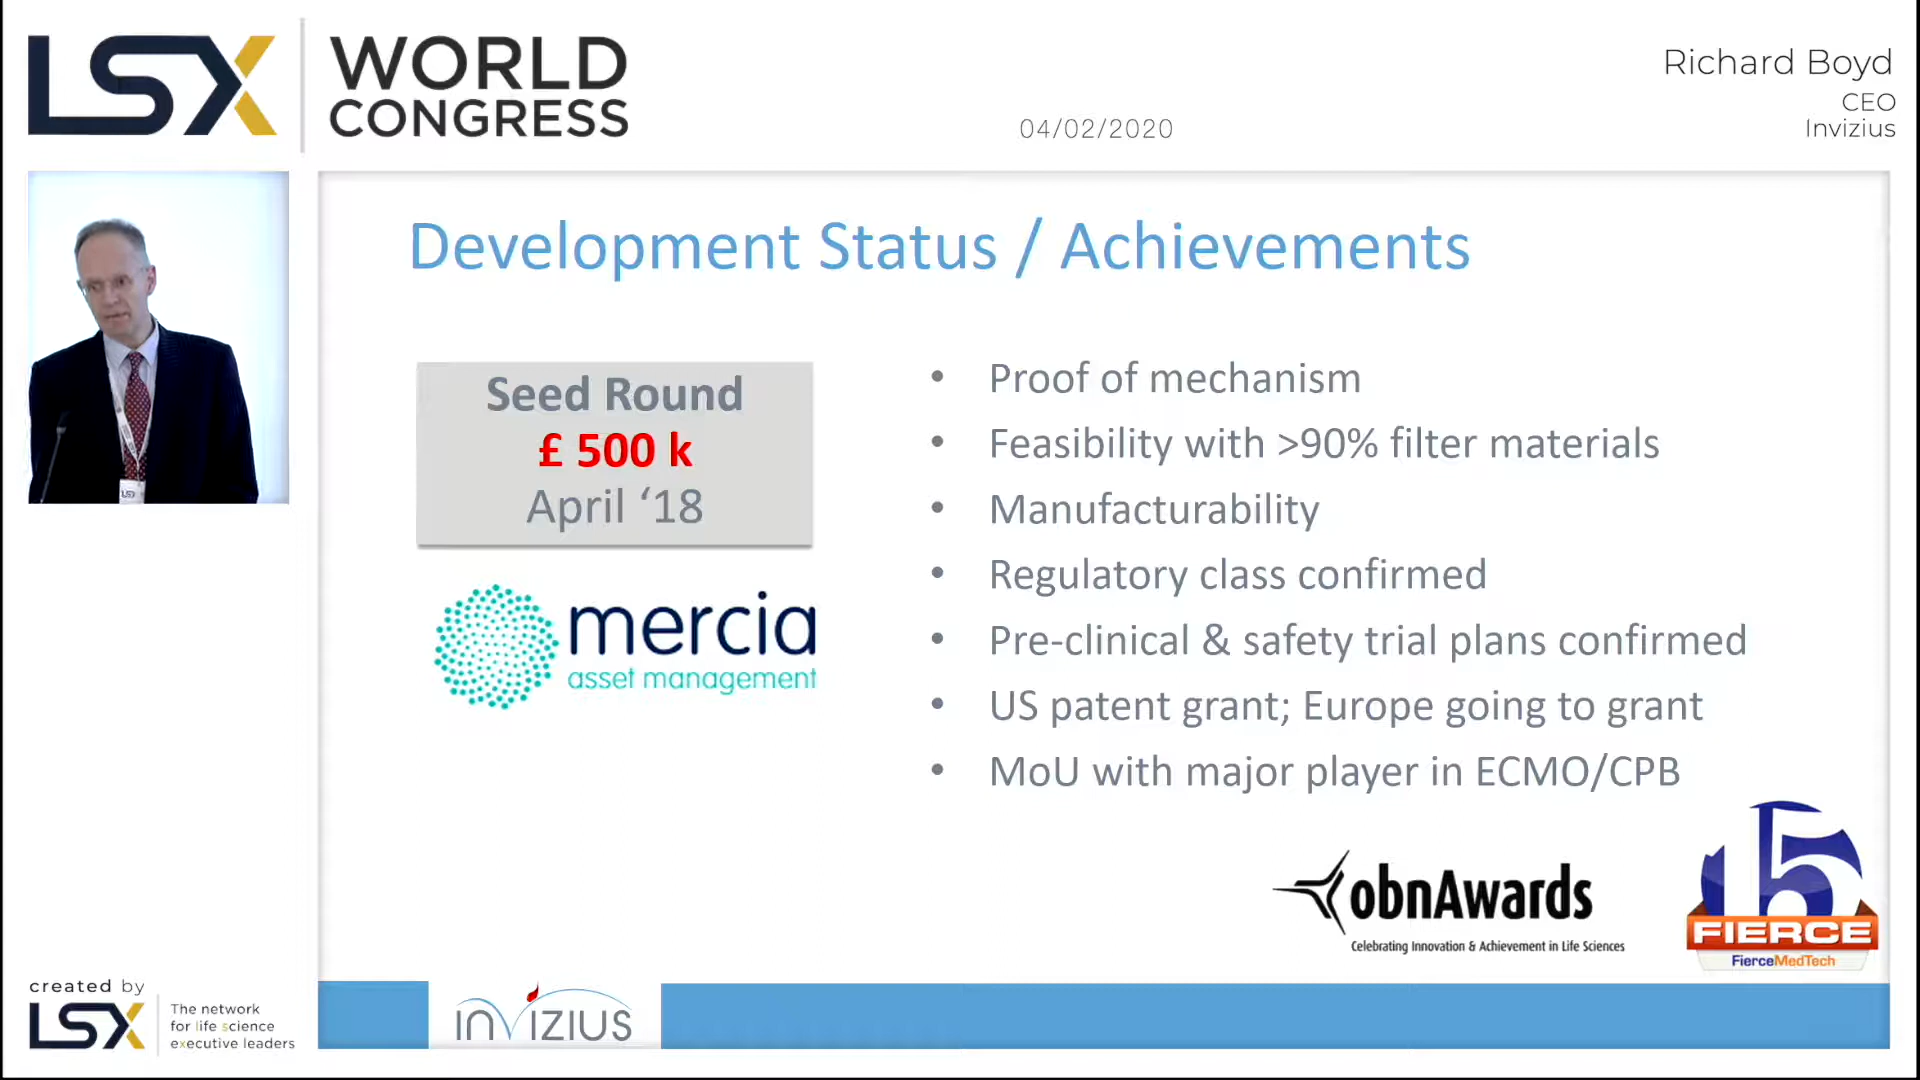 LSX
WORLD
CONGRESS
04/02/2020
Richard Boyd
CEO
Invizius
Development Status / Achievements
Seed Round
£ 500 k
April ‘18
mercia
asset management
• Proof of mechanism
• Feasibility with >90% filter materials
• Manufacturability
• Regulatory class confirmed
• Pre-clinical & safety trial plans confirmed
• US patent grant; Europe going to grant
• MoU with major player in ECMO/CPB
obnAwards
Celebrating Innovation & Achievement in Life Sciences
15
FIERCE
FierceMedTech
created by
LSX
The network
for life science
executive leaders
INVIZIUS
LSX